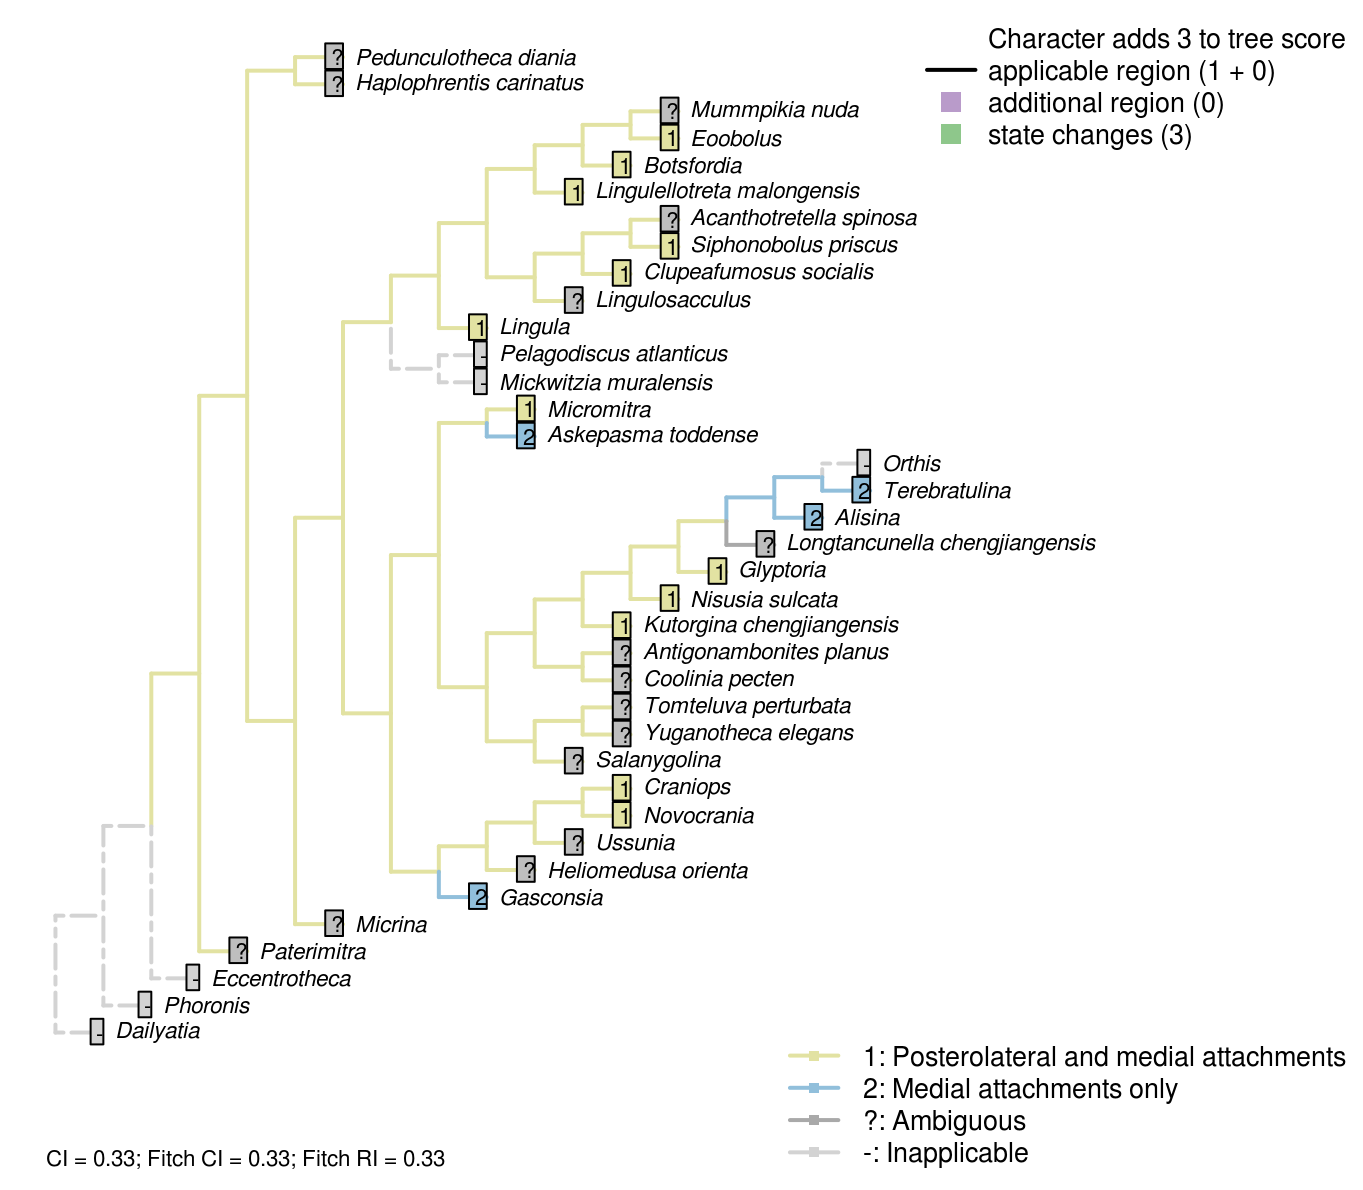 Character adds 3 to tree score
applicable region (1 + 0)
additional region (0)
state changes (3)
? Pedunculotheca diania
? Haplophrentis carinatus
? Mummpikia nuda
1 Eoobolus
1 Botsfordia
1 Lingulellotreta malongensis
? Acanthotretella spinosa
1 Siphonobolus priscus
1 Clupeafumosus socialis
? Lingulosacculus
1 Lingula
- Pelagodiscus atlanticus
- Mickwitzia muralensis
1 Micromitra
2 Askepasma toddense
- Orthis
2 Terebratulina
2 Alisina
? Longtancunella chengjiangensis
1 Glyptoria
1 Nisusia sulcata
1 Kutorgina chengjiangensis
? Antigonambonites planus
? Coolinia pecten
? Tomteluva perturbata
? Yuganotheca elegans
? Salanygolina
1 Craniops
1 Novocrania
? Ussunia
? Heliomedusa orienta
2 Gasconsia
? Micrina
? Paterimitra
- Eccentrotheca
- Phoronis
- Dailyatia
1: Posterolateral and medial attachments
2: Medial attachments only
?: Ambiguous
-: Inapplicable
CI = 0.33; Fitch CI = 0.33; Fitch RI = 0.33